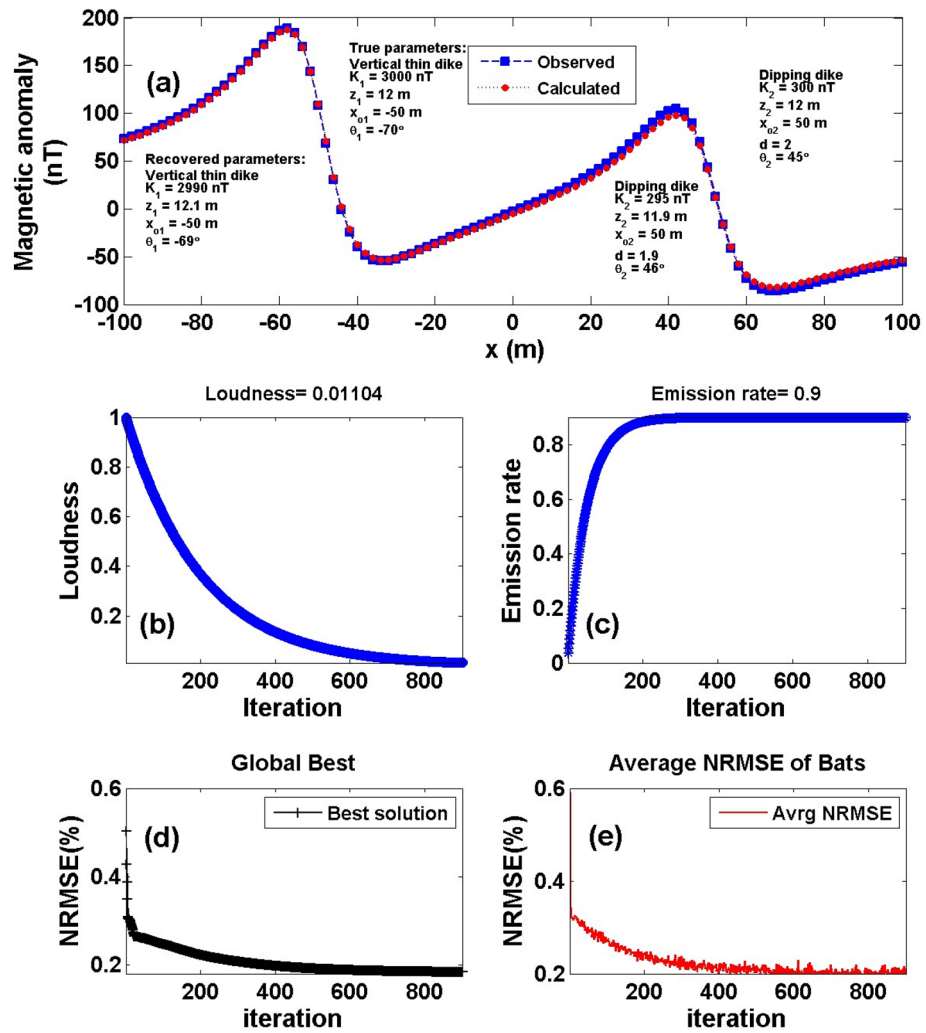 Magnetic anomaly
(nT)
200
150
100
50
0
-50
-100
(a)
True parameters:
Vertical thin dike
K1 = 3000 nT
z1 = 12 m
xo1 = -50 m
θ1 = -70o
Observed
Calculated
Dipping dike
K2 = 300 nT
z2 = 12 m
xo2 = 50 m
d = 2
θ2 = 45o
Recovered parameters:
Vertical thin dike
K1 = 2990 nT
z1 = 12.1 m
xo1 = -50 m
θ1 = -69o
Dipping dike
K2 = 295 nT
z2 = 11.9 m
xo2 = 50 m
d = 1.9
θ2 = 46o
-100 -80 -60 -40 -20 0 20 40 60 80 100
x (m)
Loudness= 0.01104
Loudness
1
0.8
0.6
0.4
0.2
(b)
200 400 600 800
Iteration
Emission rate= 0.9
Emission rate
0.8
0.6
0.4
0.2
0
(c)
200 400 600 800
Iteration
Global Best
NRMSE(%)
0.6
0.4
0.2
(d)
Best solution
200 400 600 800
iteration
Average NRMSE of Bats
NRMSE(%)
0.6
0.4
0.2
(e)
Avrg NRMSE
200 400 600 800
iteration